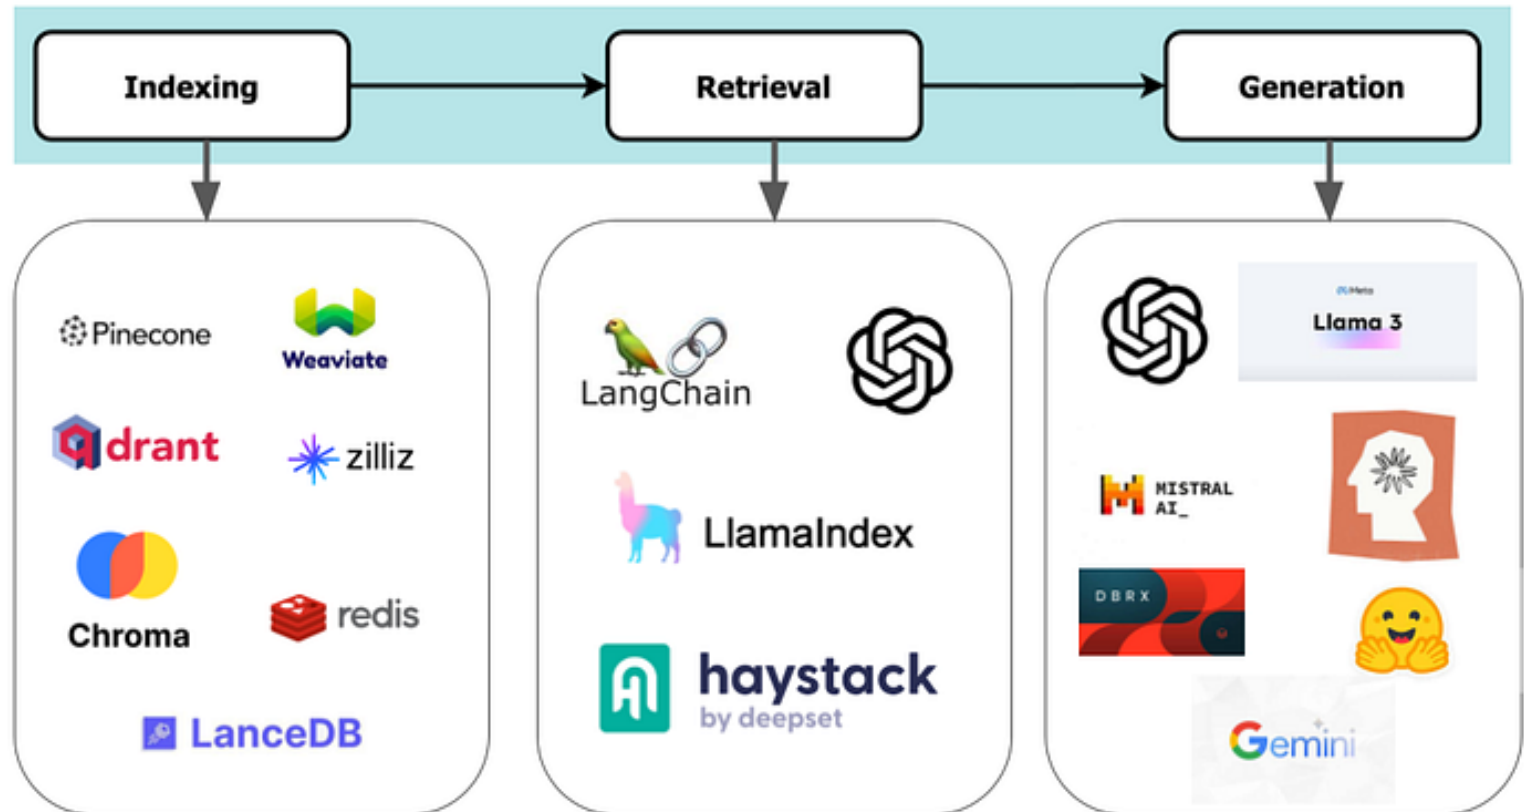 Indexing
Retrieval
Generation
Pinecone
Weaviate
qdrant
zilliz
Chroma
redis
LanceDB
LangChain
LlamaIndex
haystack
by deepset
Meta
Llama 3
MISTRAL
AI_
DBRX
Gemini